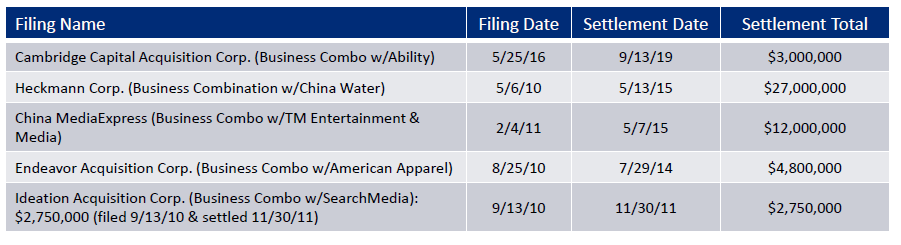 Filing Name Filing Date Settlement Date Settlement Total
Cambridge Capital Acquisition Corp. (Business Combo w/Ability) 5/25/16 9/13/19 $3,000,000
Heckmann Corp. (Business Combination w/China Water) 5/6/10 5/13/15 $27,000,000
China MediaExpress (Business Combo w/TM Entertainment &
Media) 2/4/11 5/7/15 $12,000,000
Endeavor Acquisition Corp. (Business Combo w/American Apparel) 8/25/10 7/29/14 $4,800,000
Ideation Acquisition Corp. (Business Combo w/SearchMedia):
$2,750,000 (filed 9/13/10 & settled 11/30/11) 9/13/10 11/30/11 $2,750,000